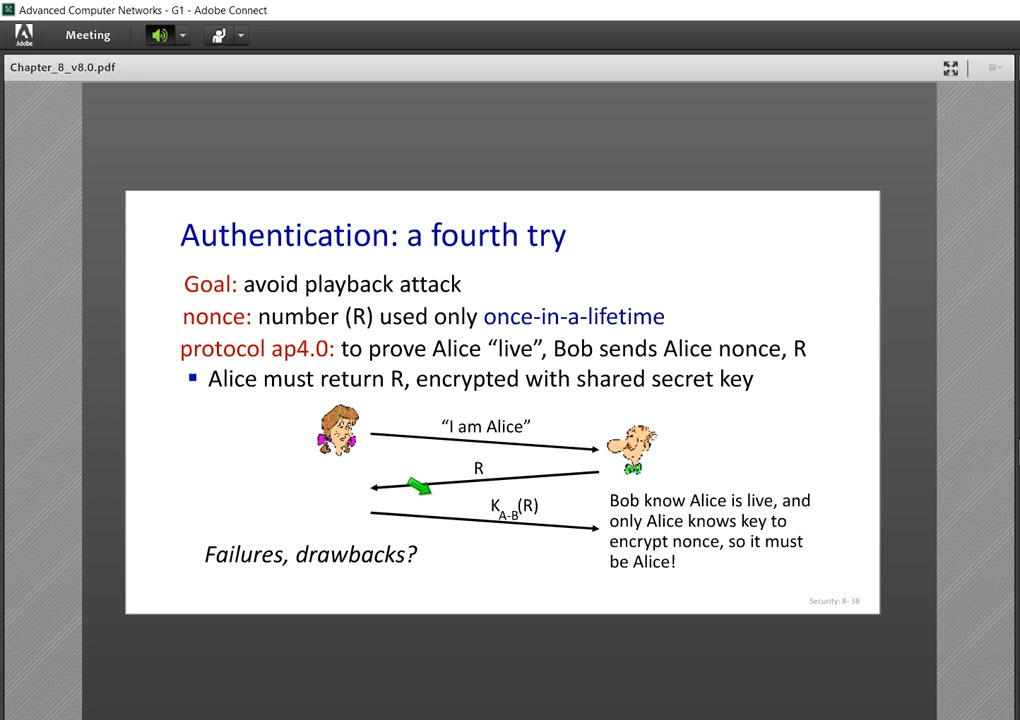 Advanced Computer Networks - G1 - Adobe Connect
Adobe
Meeting
Chapter_8_v8.0.pdf
Authentication: a fourth try
Goal: avoid playback attack
nonce: number (R) used only once-in-a-lifetime
protocol ap4.0: to prove Alice “live”, Bob sends Alice nonce, R
▪ Alice must return R, encrypted with shared secret key
“I am Alice”
R
K_A-B(R)
Bob know Alice is live, and
only Alice knows key to
encrypt nonce, so it must
be Alice!
Failures, drawbacks?
Security: 8- 38